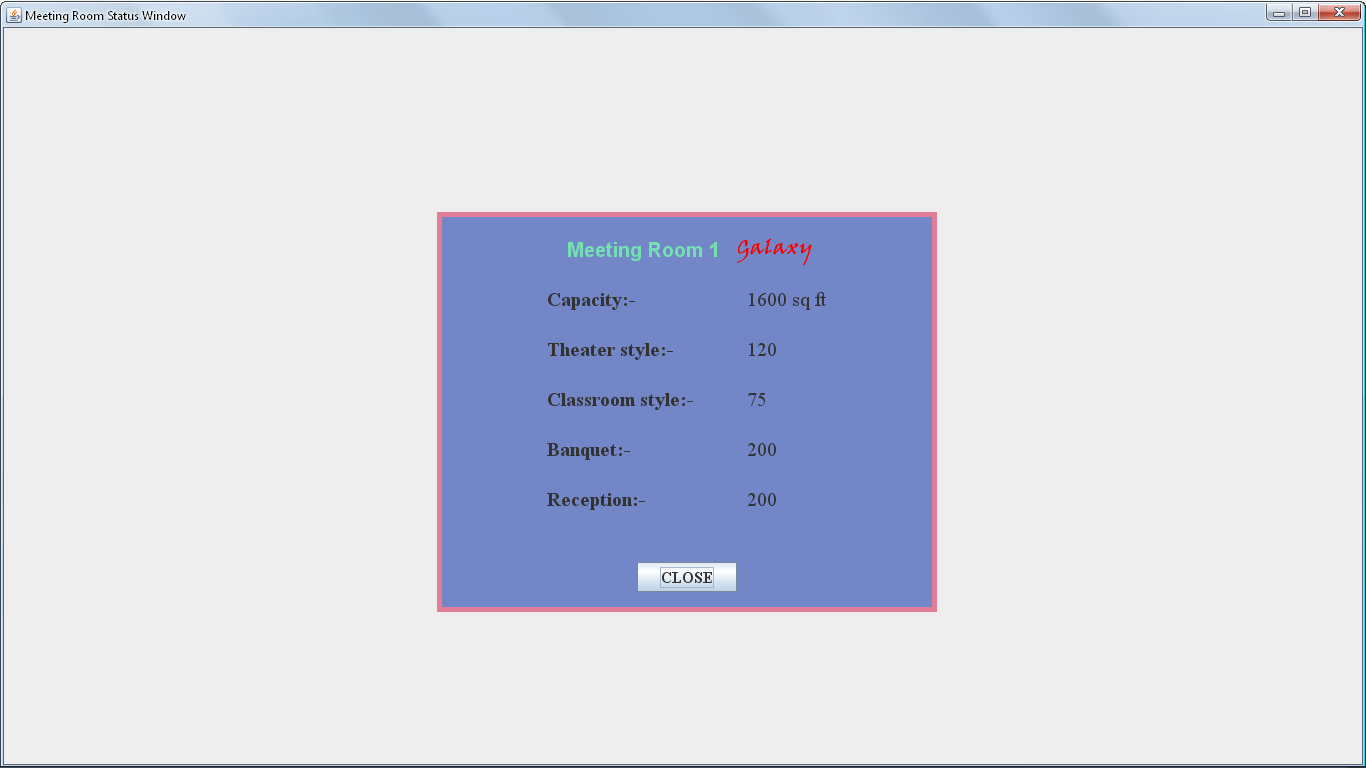 Meeting Room Status Window
Meeting Room 1 Galaxy
Capacity:- 1600 sq ft
Theater style:- 120
Classroom style:- 75
Banquet:- 200
Reception:- 200
CLOSE